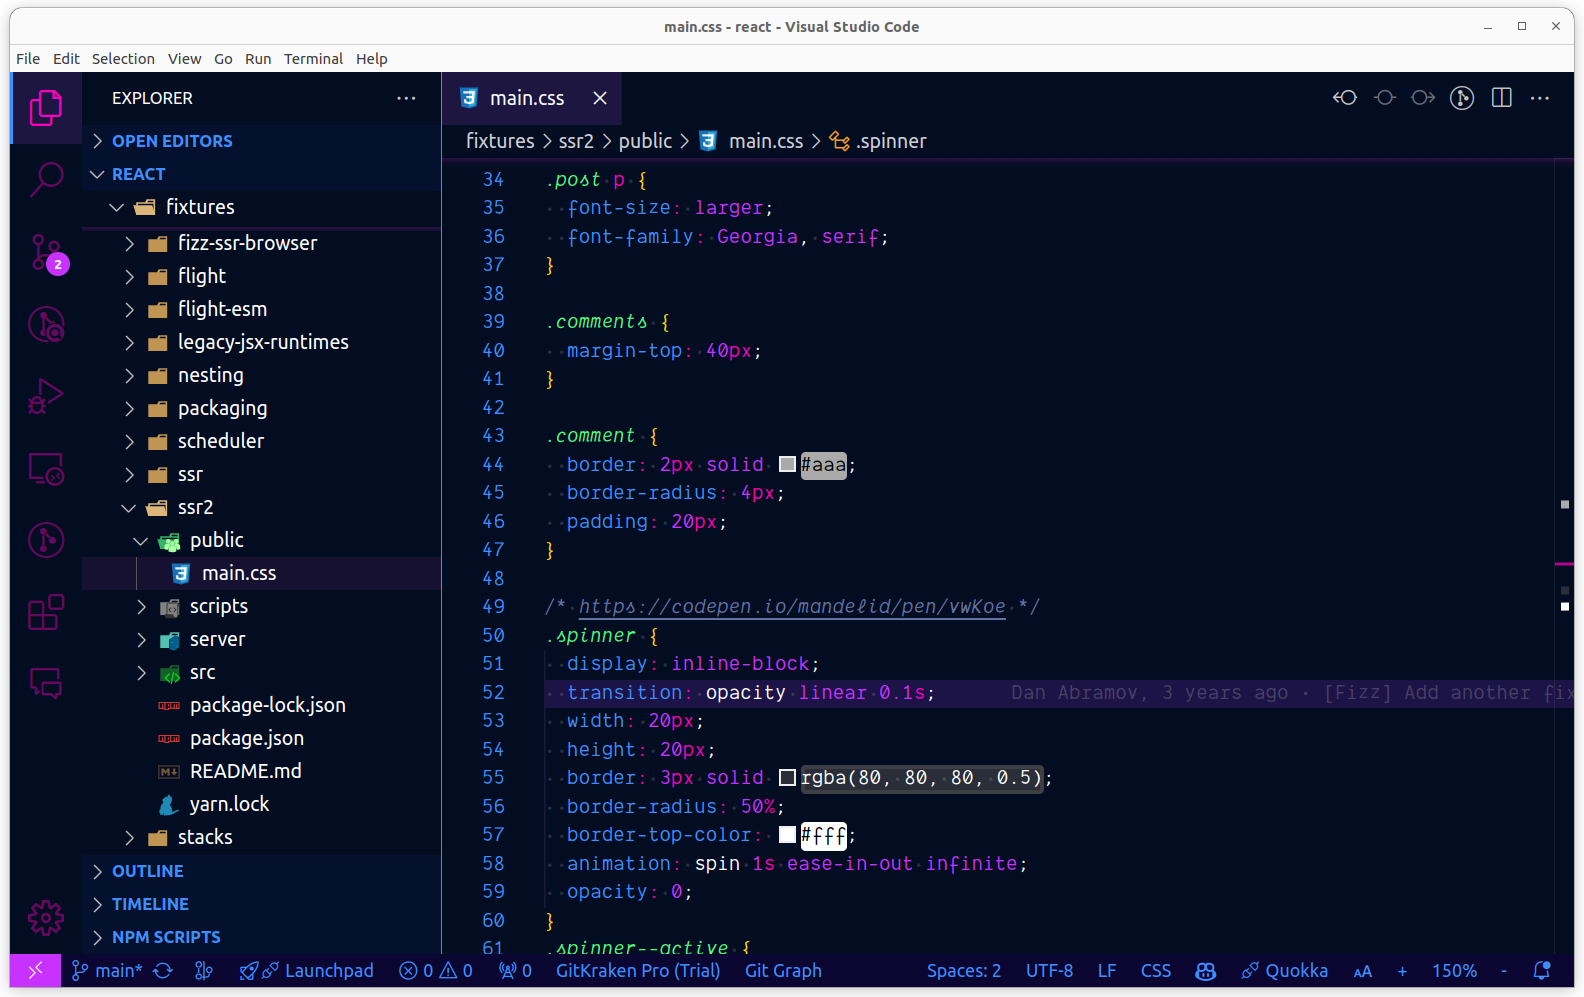 main.css - react - Visual Studio Code
File Edit Selection View Go Run Terminal Help
EXPLORER
OPEN EDITORS
REACT
fixtures
fizz-ssr-browser
flight
flight-esm
legacy-jsx-runtimes
nesting
packaging
scheduler
ssr
ssr2
public
main.css
scripts
server
src
package-lock.json
package.json
README.md
yarn.lock
stacks
OUTLINE
TIMELINE
NPM SCRIPTS
2
main.css
fixtures > ssr2 > public > main.css > .spinner
34 .post p {
35 font-size: larger;
36 font-family: Georgia, serif;
37 }
38
39 .comments {
40 margin-top: 40px;
41 }
42
43 .comment {
44 border: 2px solid #aaa;
45 border-radius: 4px;
46 padding: 20px;
47 }
48
49 /* https://codepen.io/mandelid/pen/vwKoe */
50 .spinner {
51 display: inline-block;
52 transition: opacity linear 0.1s; Dan Abramov, 3 years ago • [Fizz] Add another fix
53 width: 20px;
54 height: 20px;
55 border: 3px solid rgba(80, 80, 80, 0.5);
56 border-radius: 50%;
57 border-top-color: #fff;
58 animation: spin 1s ease-in-out infinite;
59 opacity: 0;
60 }
61 .spinner--active {
main* Launchpad 0 0 0 GitKraken Pro (Trial) Git Graph Spaces: 2 UTF-8 LF CSS Quokka AA + 150% -